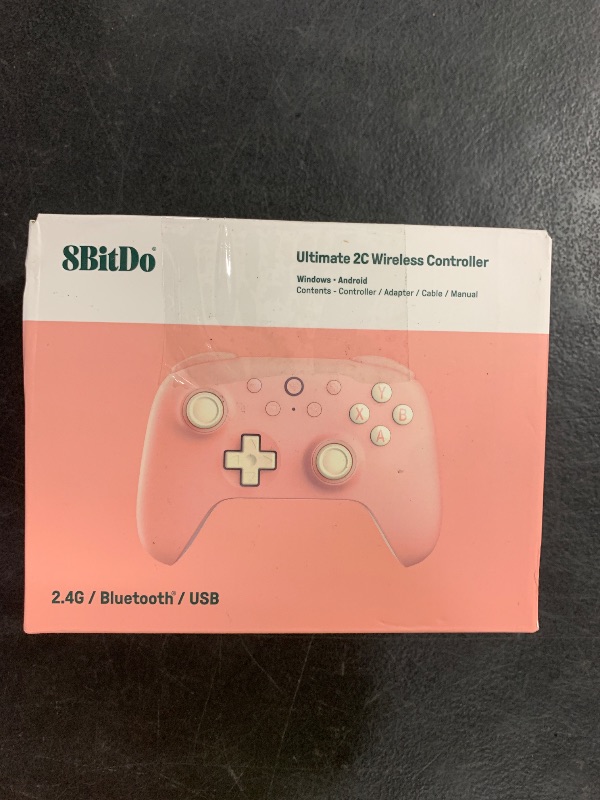 8BitDo®
Ultimate 2C Wireless Controller
Windows • Android
Contents - Controller / Adapter / Cable / Manual
Y
X B
A
2.4G / Bluetooth® / USB